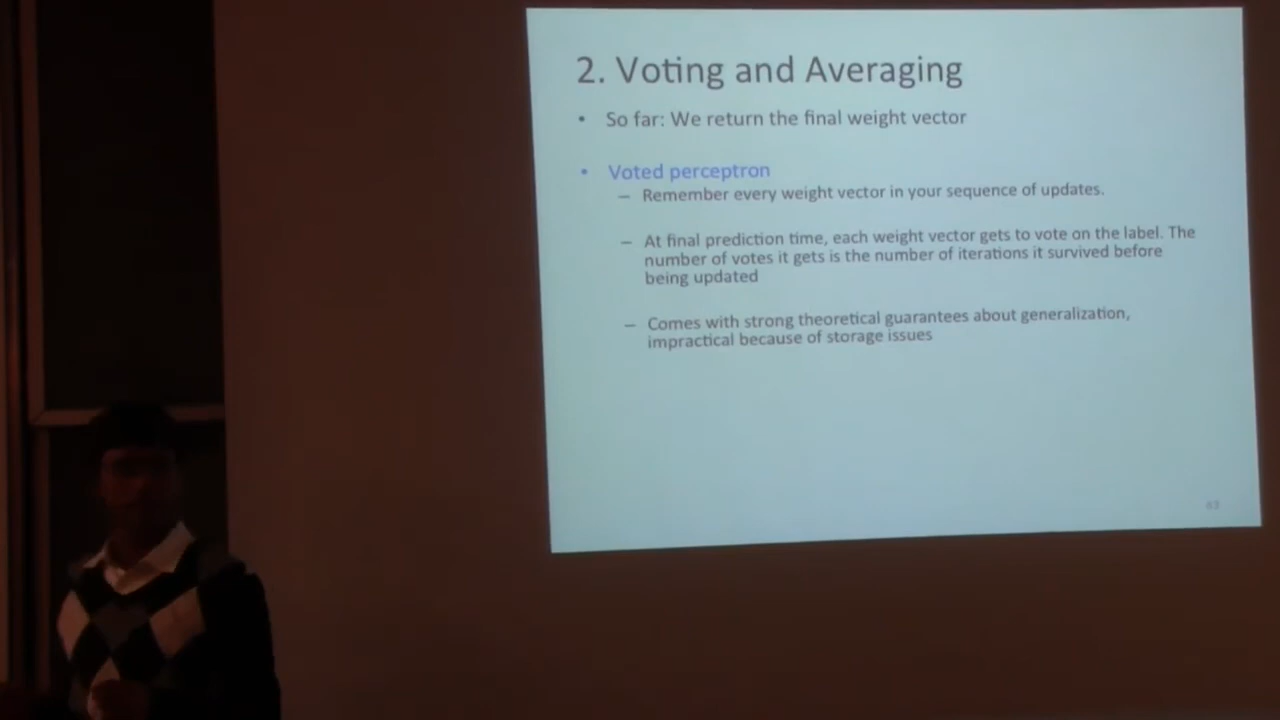 2. Voting and Averaging
• So far: We return the final weight vector
• Voted perceptron
– Remember every weight vector in your sequence of updates.
– At final prediction time, each weight vector gets to vote on the label. The
number of votes it gets is the number of iterations it survived before
being updated
– Comes with strong theoretical guarantees about generalization,
impractical because of storage issues